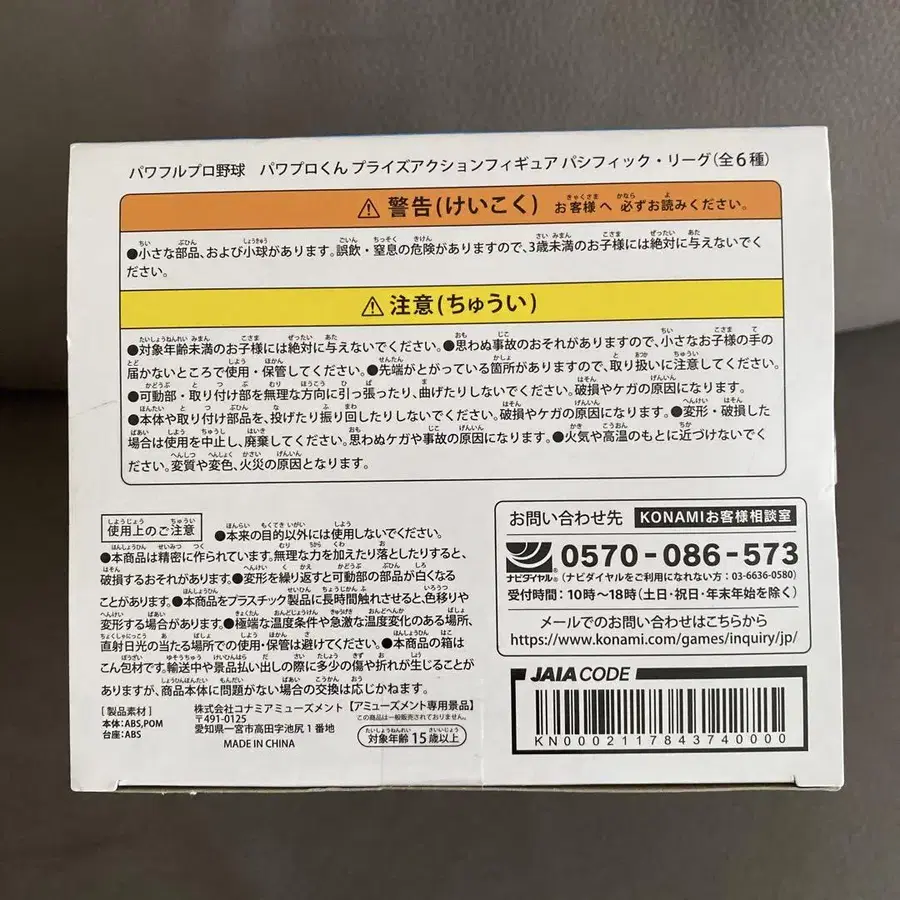 パワフルプロ野球　パワプロくん プライズアクションフィギュア パシフィック・リーグ(全6種)
⚠ 警告(けいこく) お客様へ 必ずお読みください。
●小さな部品、および小球があります。誤飲・窒息の危険がありますので、3歳未満のお子様には絶対に与えないでく
ださい。
⚠ 注意(ちゅうい)
●対象年齢未満のお子様には絶対に与えないでください。●思わぬ事故のおそれがありますので、小さなお子様の手の
届かないところで使用・保管してください。●先端がとがっている箇所がありますので、取り扱いに注意してください。
●可動部・取り付け部を無理な方向に引っ張ったり、曲げたりしないでください。破損やケガの原因になります。
●本体や取り付け部品を、投げたり振り回したりしないでください。破損やケガの原因になります。●変形・破損した
場合は使用を中止し、廃棄してください。思わぬケガや事故の原因になります。●火気や高温のもとに近づけないでく
ださい。変質や変色、火災の原因となります。
使用上のご注意 ●本来の目的以外には使用しないでください。
●本商品は精密に作られています。無理な力を加えたり落としたりすると、
破損するおそれがあります。●変形を繰り返すと可動部の部品が白くなる
ことがあります。●本商品をプラスチック製品に長時間触れさせると、色移りや
変形する場合があります。●極端な温度条件や急激な温度変化のある場所、
直射日光の当たる場所での使用・保管は避けてください。●本商品の箱は
こん包材です。輸送中や景品払い出しの際に多少の傷や折れが生じることが
ありますが、商品本体に問題がない場合の交換は応じかねます。
[製品素材]
本体:ABS,POM
台座:ABS
株式会社コナミアミューズメント
〒491-0125
愛知県一宮市高田字池尻1番地
MADE IN CHINA
【アミューズメント専用景品】
この商品は一般販売されておりません。
対象年齢 15歳以上
お問い合わせ先 KONAMIお客様相談室
ナビダイヤル® 0570-086-573
(ナビダイヤルをご利用になれない方:03-6636-0580)
受付時間:10時〜18時(土日・祝日・年末年始を除く)
メールでのお問い合わせはこちらから
https://www.konami.com/games/inquiry/jp/
JAIA CODE
KN00021178437400​00